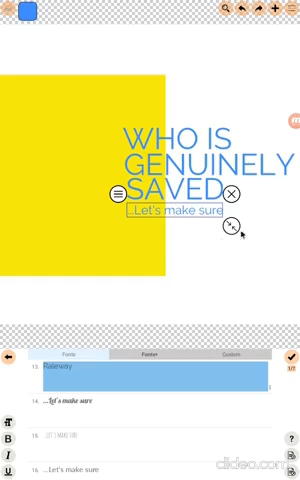 WHO IS
GENUINELY
SAVED
...Let's make sure
Fonts
Fonts+
Custom
13. Raleway
1/7
14. ...Let's make sure
15. ...LET'S MAKE SURE
B
I
?
U
16. ...Let's make sure
clideo.com